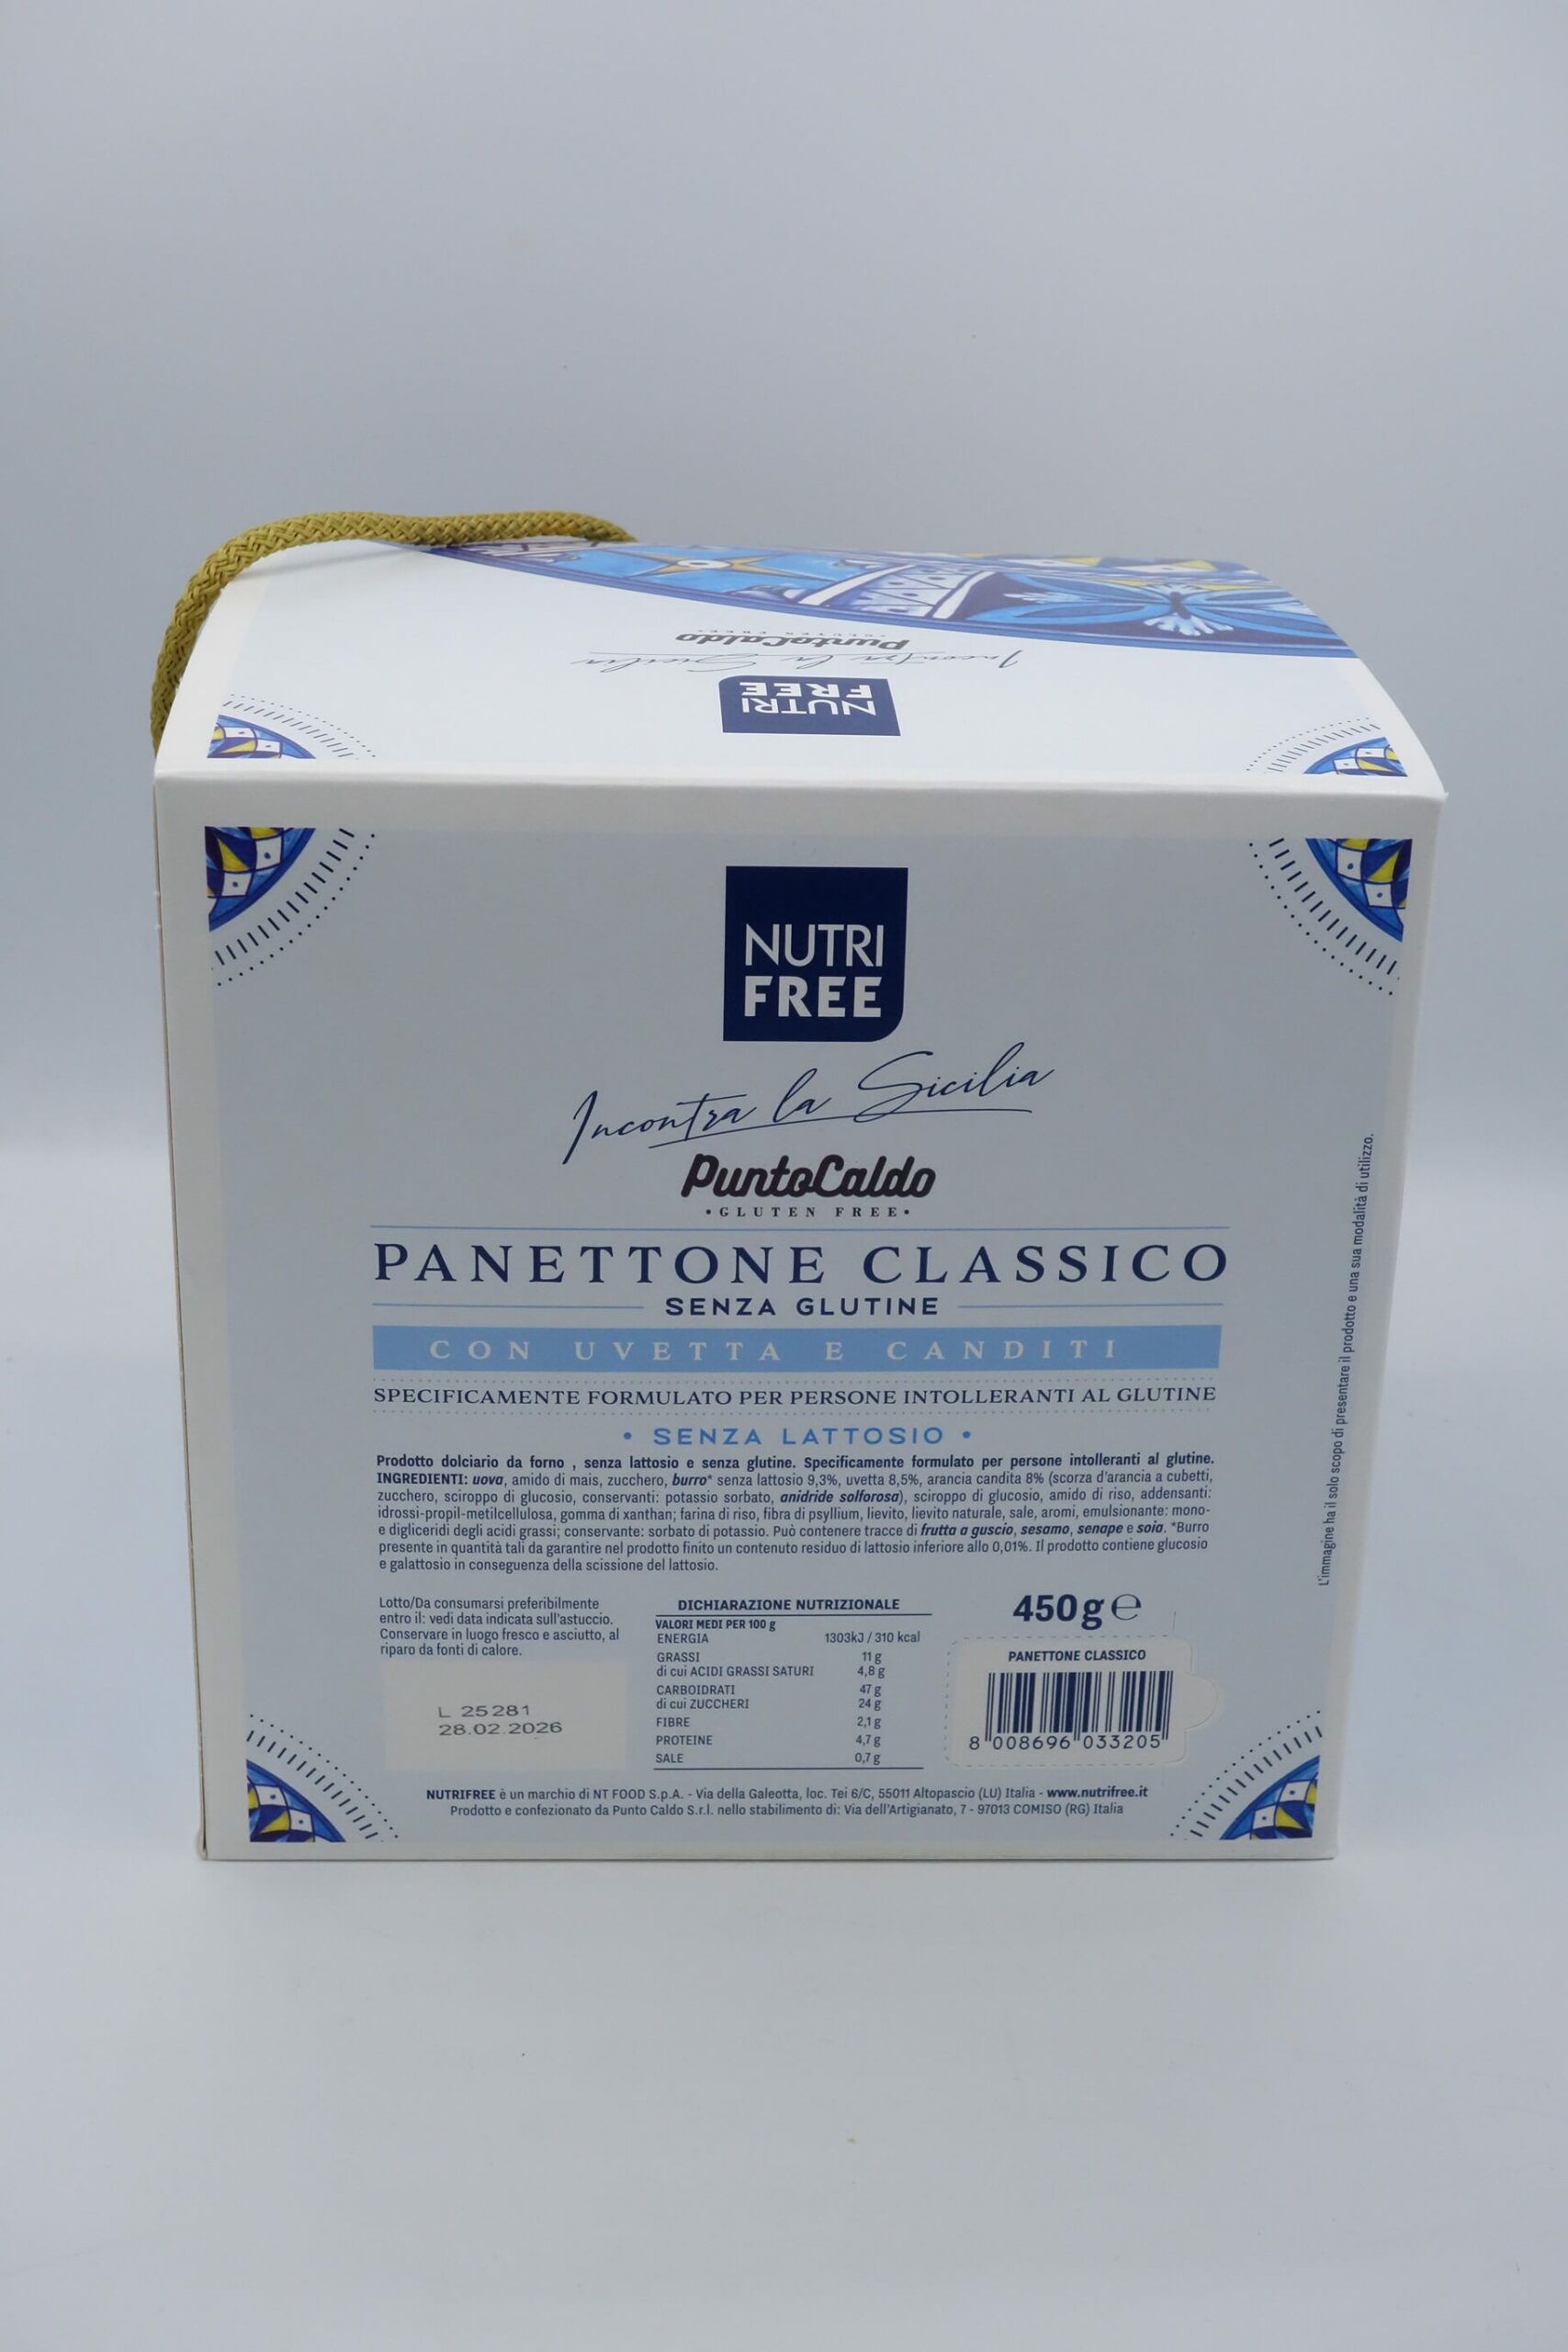 PuntoCaldo
Incontra la Sicilia
NUTRI
FREE
NUTRI
FREE
Incontra la Sicilia
PuntoCaldo
•GLUTEN FREE•
PANETTONE CLASSICO
SENZA GLUTINE
CON UVETTA E CANDITI
SPECIFICAMENTE FORMULATO PER PERSONE INTOLLERANTI AL GLUTINE
• SENZA LATTOSIO •
Prodotto dolciario da forno , senza lattosio e senza glutine. Specificamente formulato per persone intolleranti al glutine.
INGREDIENTI: uova, amido di mais, zucchero, burro* senza lattosio 9,3%, uvetta 8,5%, arancia candita 8% (scorza d'arancia a cubetti,
zucchero, sciroppo di glucosio, conservanti: potassio sorbato, anidride solforosa), sciroppo di glucosio, amido di riso, addensanti:
idrossi-propil-metilcellulosa, gomma di xanthan; farina di riso, fibra di psyllium, lievito, lievito naturale, sale, aromi, emulsionante: mono-
e digliceridi degli acidi grassi; conservante: sorbato di potassio. Può contenere tracce di frutta a guscio, sesamo, senape e soia. *Burro
presente in quantità tali da garantire nel prodotto finito un contenuto residuo di lattosio inferiore allo 0,01%. Il prodotto contiene glucosio
e galattosio in conseguenza della scissione del lattosio.
Lotto/Da consumarsi preferibilmente
entro il: vedi data indicata sull'astuccio.
Conservare in luogo fresco e asciutto, al
riparo da fonti di calore.
L 25281
28.02.2026
DICHIARAZIONE NUTRIZIONALE
VALORI MEDI PER 100 g
ENERGIA 1303kJ / 310 kcal
GRASSI 11 g
di cui ACIDI GRASSI SATURI 4,8 g
CARBOIDRATI 47 g
di cui ZUCCHERI 24 g
FIBRE 2,1 g
PROTEINE 4,7 g
SALE 0,7 g
450 g ℮
PANETTONE CLASSICO
8 008696 033205
NUTRIFREE è un marchio di NT FOOD S.p.A. - Via della Galeotta, loc. Tei 6/C, 55011 Altopascio (LU) Italia - www.nutrifree.it
Prodotto e confezionato da Punto Caldo S.r.l. nello stabilimento di: Via dell'Artigianato, 7 - 97013 COMISO (RG) Italia
L'immagine ha il solo scopo di presentare il prodotto e una sua modalità di utilizzo.